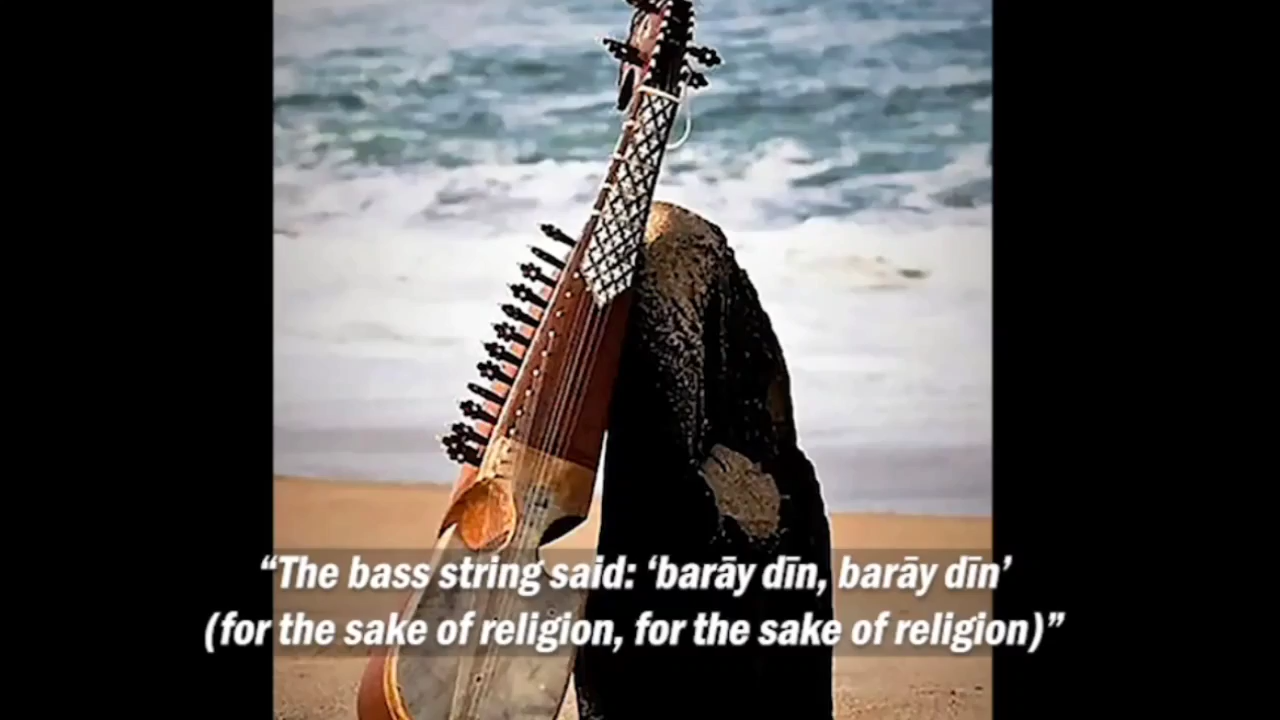 “The bass string said: ‘barāy dīn, barāy dīn’
(for the sake of religion, for the sake of religion)”